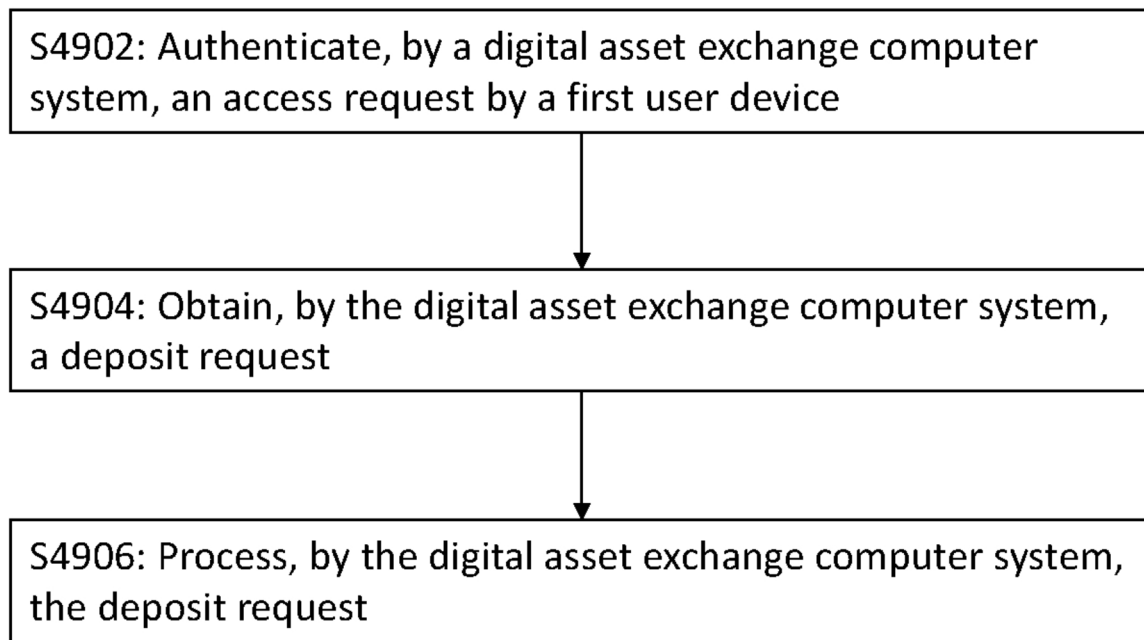 S4902: Authenticate, by a digital asset exchange computer
system, an access request by a first user device
S4904: Obtain, by the digital asset exchange computer system,
a deposit request
S4906: Process, by the digital asset exchange computer system,
the deposit request